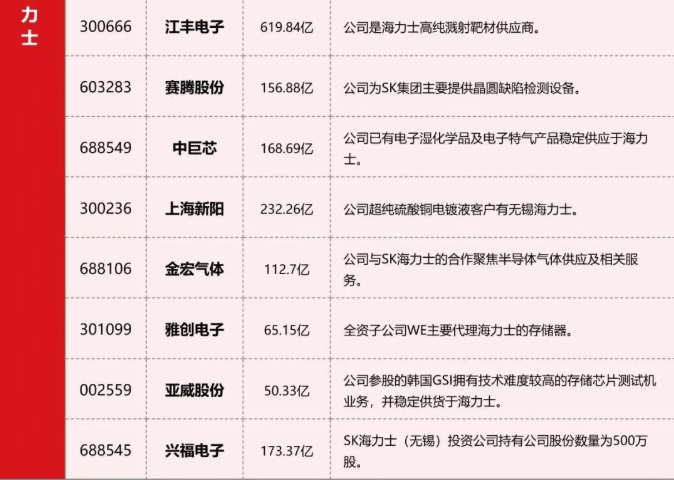 力
士
300666 江丰电子 619.84亿 公司是海力士高纯溅射靶材供应商。
603283 赛腾股份 156.88亿 公司为SK集团主要提供晶圆缺陷检测设备。
688549 中巨芯 168.69亿 公司已有电子湿化学品及电子特气产品稳定供应于海力
士。
300236 上海新阳 232.26亿 公司超纯硫酸铜电镀液客户有无锡海力士。
688106 金宏气体 112.7亿 公司与SK海力士的合作聚焦半导体气体供应及相关服
务。
301099 雅创电子 65.15亿 全资子公司WE主要代理海力士的存储器。
002559 亚威股份 50.33亿 公司参股的韩国GSI拥有技术难度较高的存储芯片测试机
业务，并稳定供货于海力士。
688545 兴福电子 173.37亿 SK海力士（无锡）投资公司持有公司股份数量为500万
股。